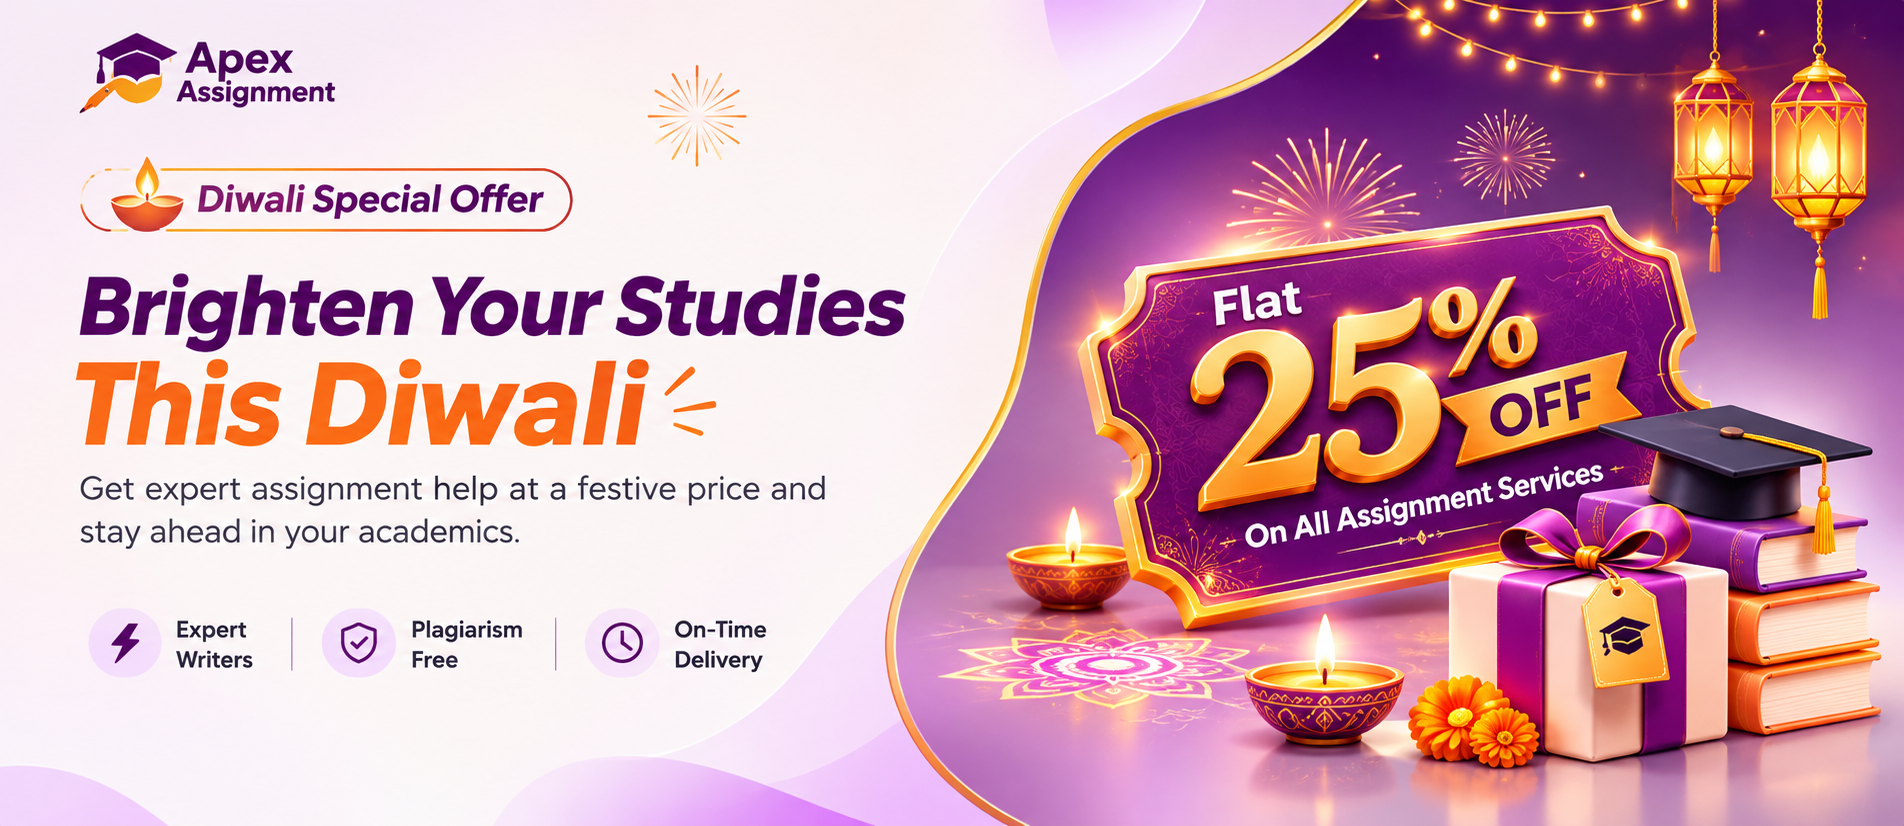 Apex
Assignment
Diwali Special Offer
Brighten Your Studies
This Diwali
Get expert assignment help at a festive price and
stay ahead in your academics.
Expert
Writers
Plagiarism
Free
On-Time
Delivery
Flat
25%
OFF
On All Assignment Services